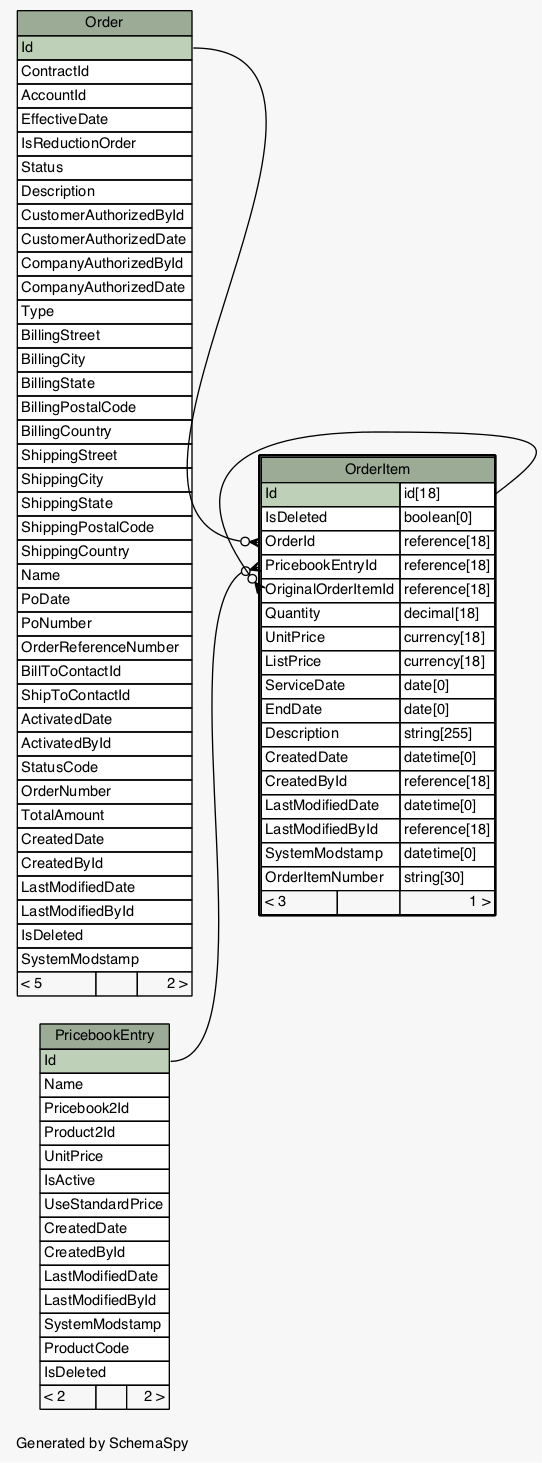 Order
Id
ContractId
AccountId
EffectiveDate
IsReductionOrder
Status
Description
CustomerAuthorizedById
CustomerAuthorizedDate
CompanyAuthorizedById
CompanyAuthorizedDate
Type
BillingStreet
BillingCity
BillingState
BillingPostalCode
BillingCountry
ShippingStreet
ShippingCity
ShippingState
ShippingPostalCode
ShippingCountry
Name
PoDate
PoNumber
OrderReferenceNumber
BillToContactId
ShipToContactId
ActivatedDate
ActivatedById
StatusCode
OrderNumber
TotalAmount
CreatedDate
CreatedById
LastModifiedDate
LastModifiedById
IsDeleted
SystemModstamp
< 5 2 >
OrderItem
Id id[18]
IsDeleted boolean[0]
OrderId reference[18]
PricebookEntryId reference[18]
OriginalOrderItemId reference[18]
Quantity decimal[18]
UnitPrice currency[18]
ListPrice currency[18]
ServiceDate date[0]
EndDate date[0]
Description string[255]
CreatedDate datetime[0]
CreatedById reference[18]
LastModifiedDate datetime[0]
LastModifiedById reference[18]
SystemModstamp datetime[0]
OrderItemNumber string[30]
< 3 1 >
PricebookEntry
Id
Name
Pricebook2Id
Product2Id
UnitPrice
IsActive
UseStandardPrice
CreatedDate
CreatedById
LastModifiedDate
LastModifiedById
SystemModstamp
ProductCode
IsDeleted
< 2 2 >
Generated by SchemaSpy